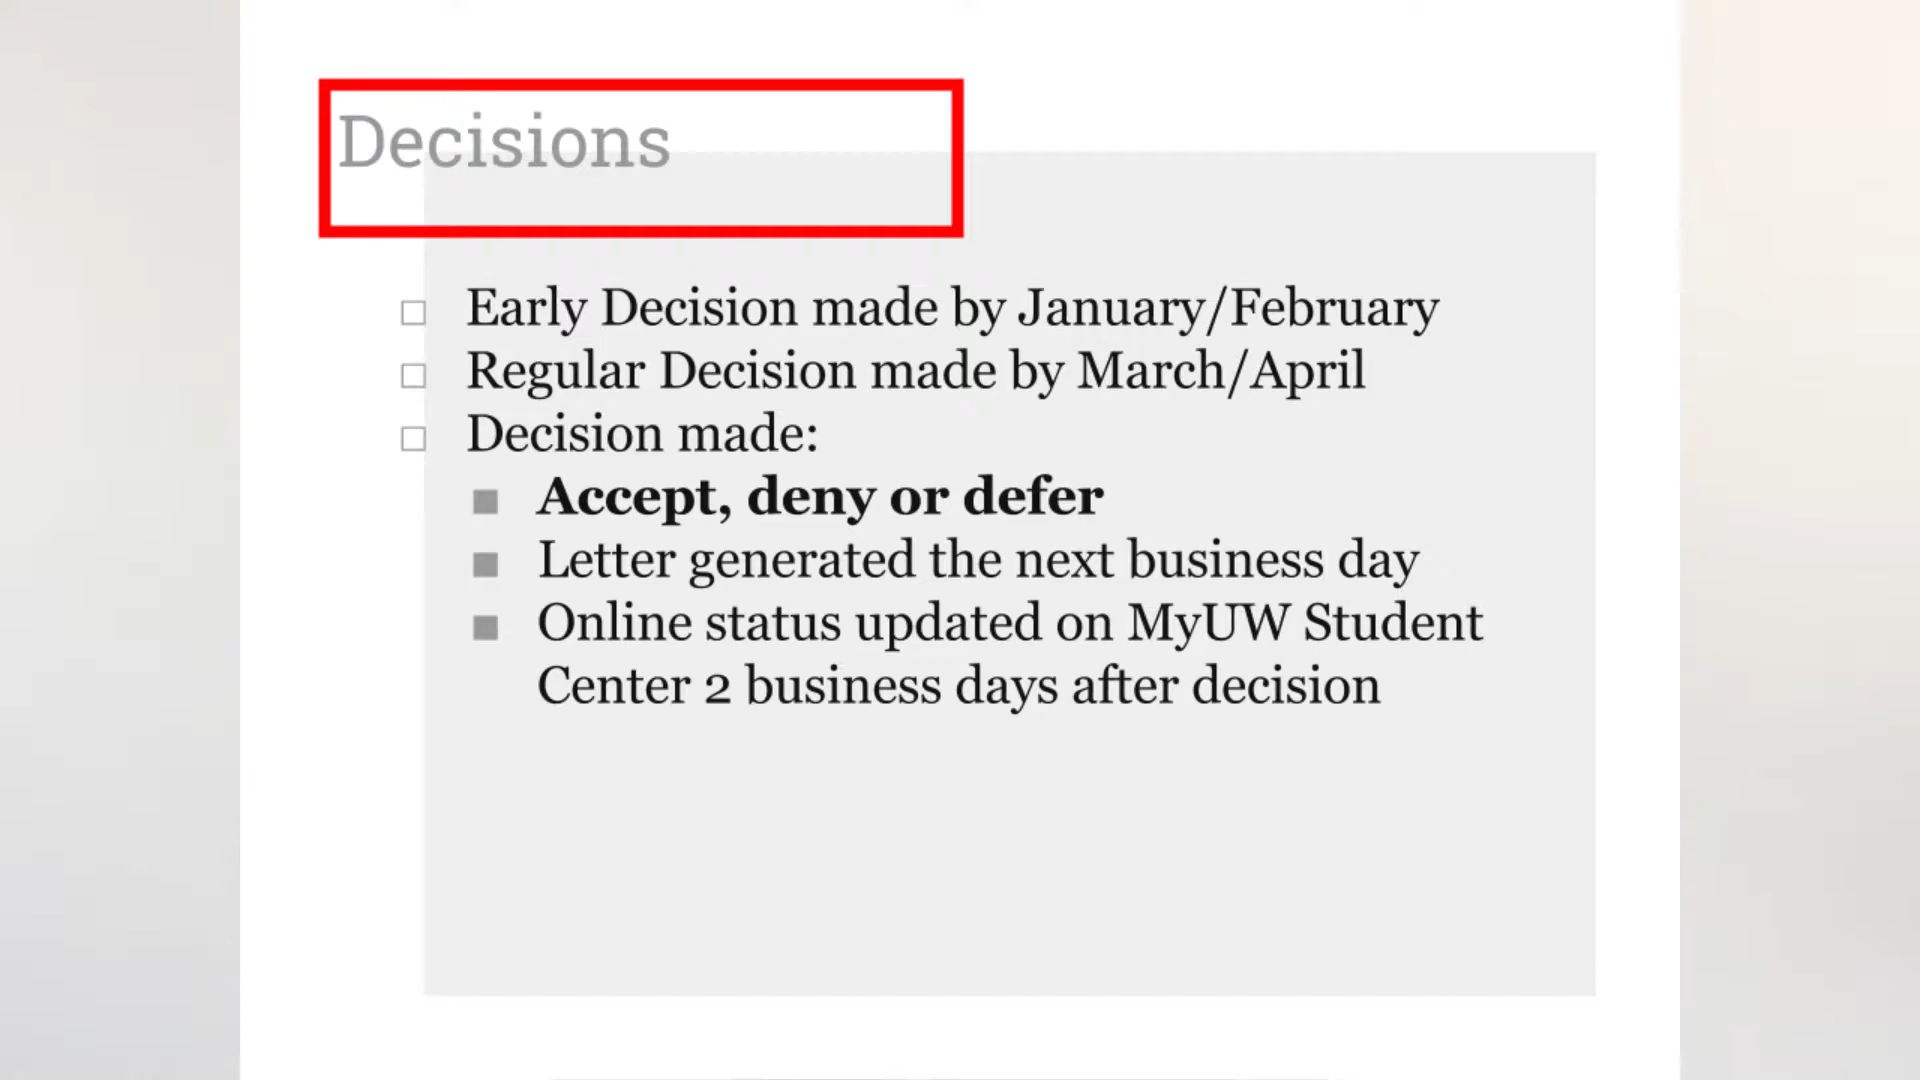 Decisions
Early Decision made by January/February
Regular Decision made by March/April
Decision made:
Accept, deny or defer
Letter generated the next business day
Online status updated on MyUW Student
Center 2 business days after decision